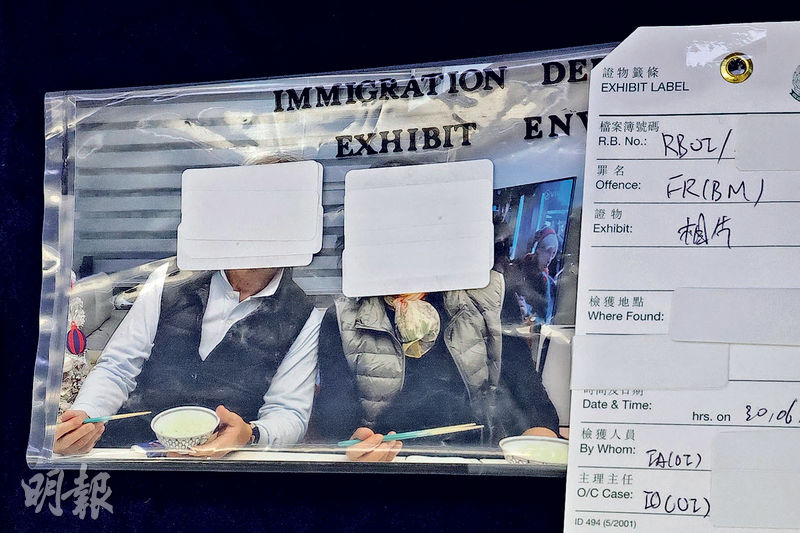 IMMIGRATION DE
EXHIBIT ENV
證物籤條
EXHIBIT LABEL
檔案簿號碼
R.B. No.: RBOI/
罪名
Offence: FR(BM)
證物
Exhibit: 相片
檢獲地點
Where Found:
時間及日期
Date & Time: hrs. on 30,06
檢獲人員
By Whom: IA(OI)
主理主任
O/C Case: IO(OI)
ID 494 (5/2001)
明報